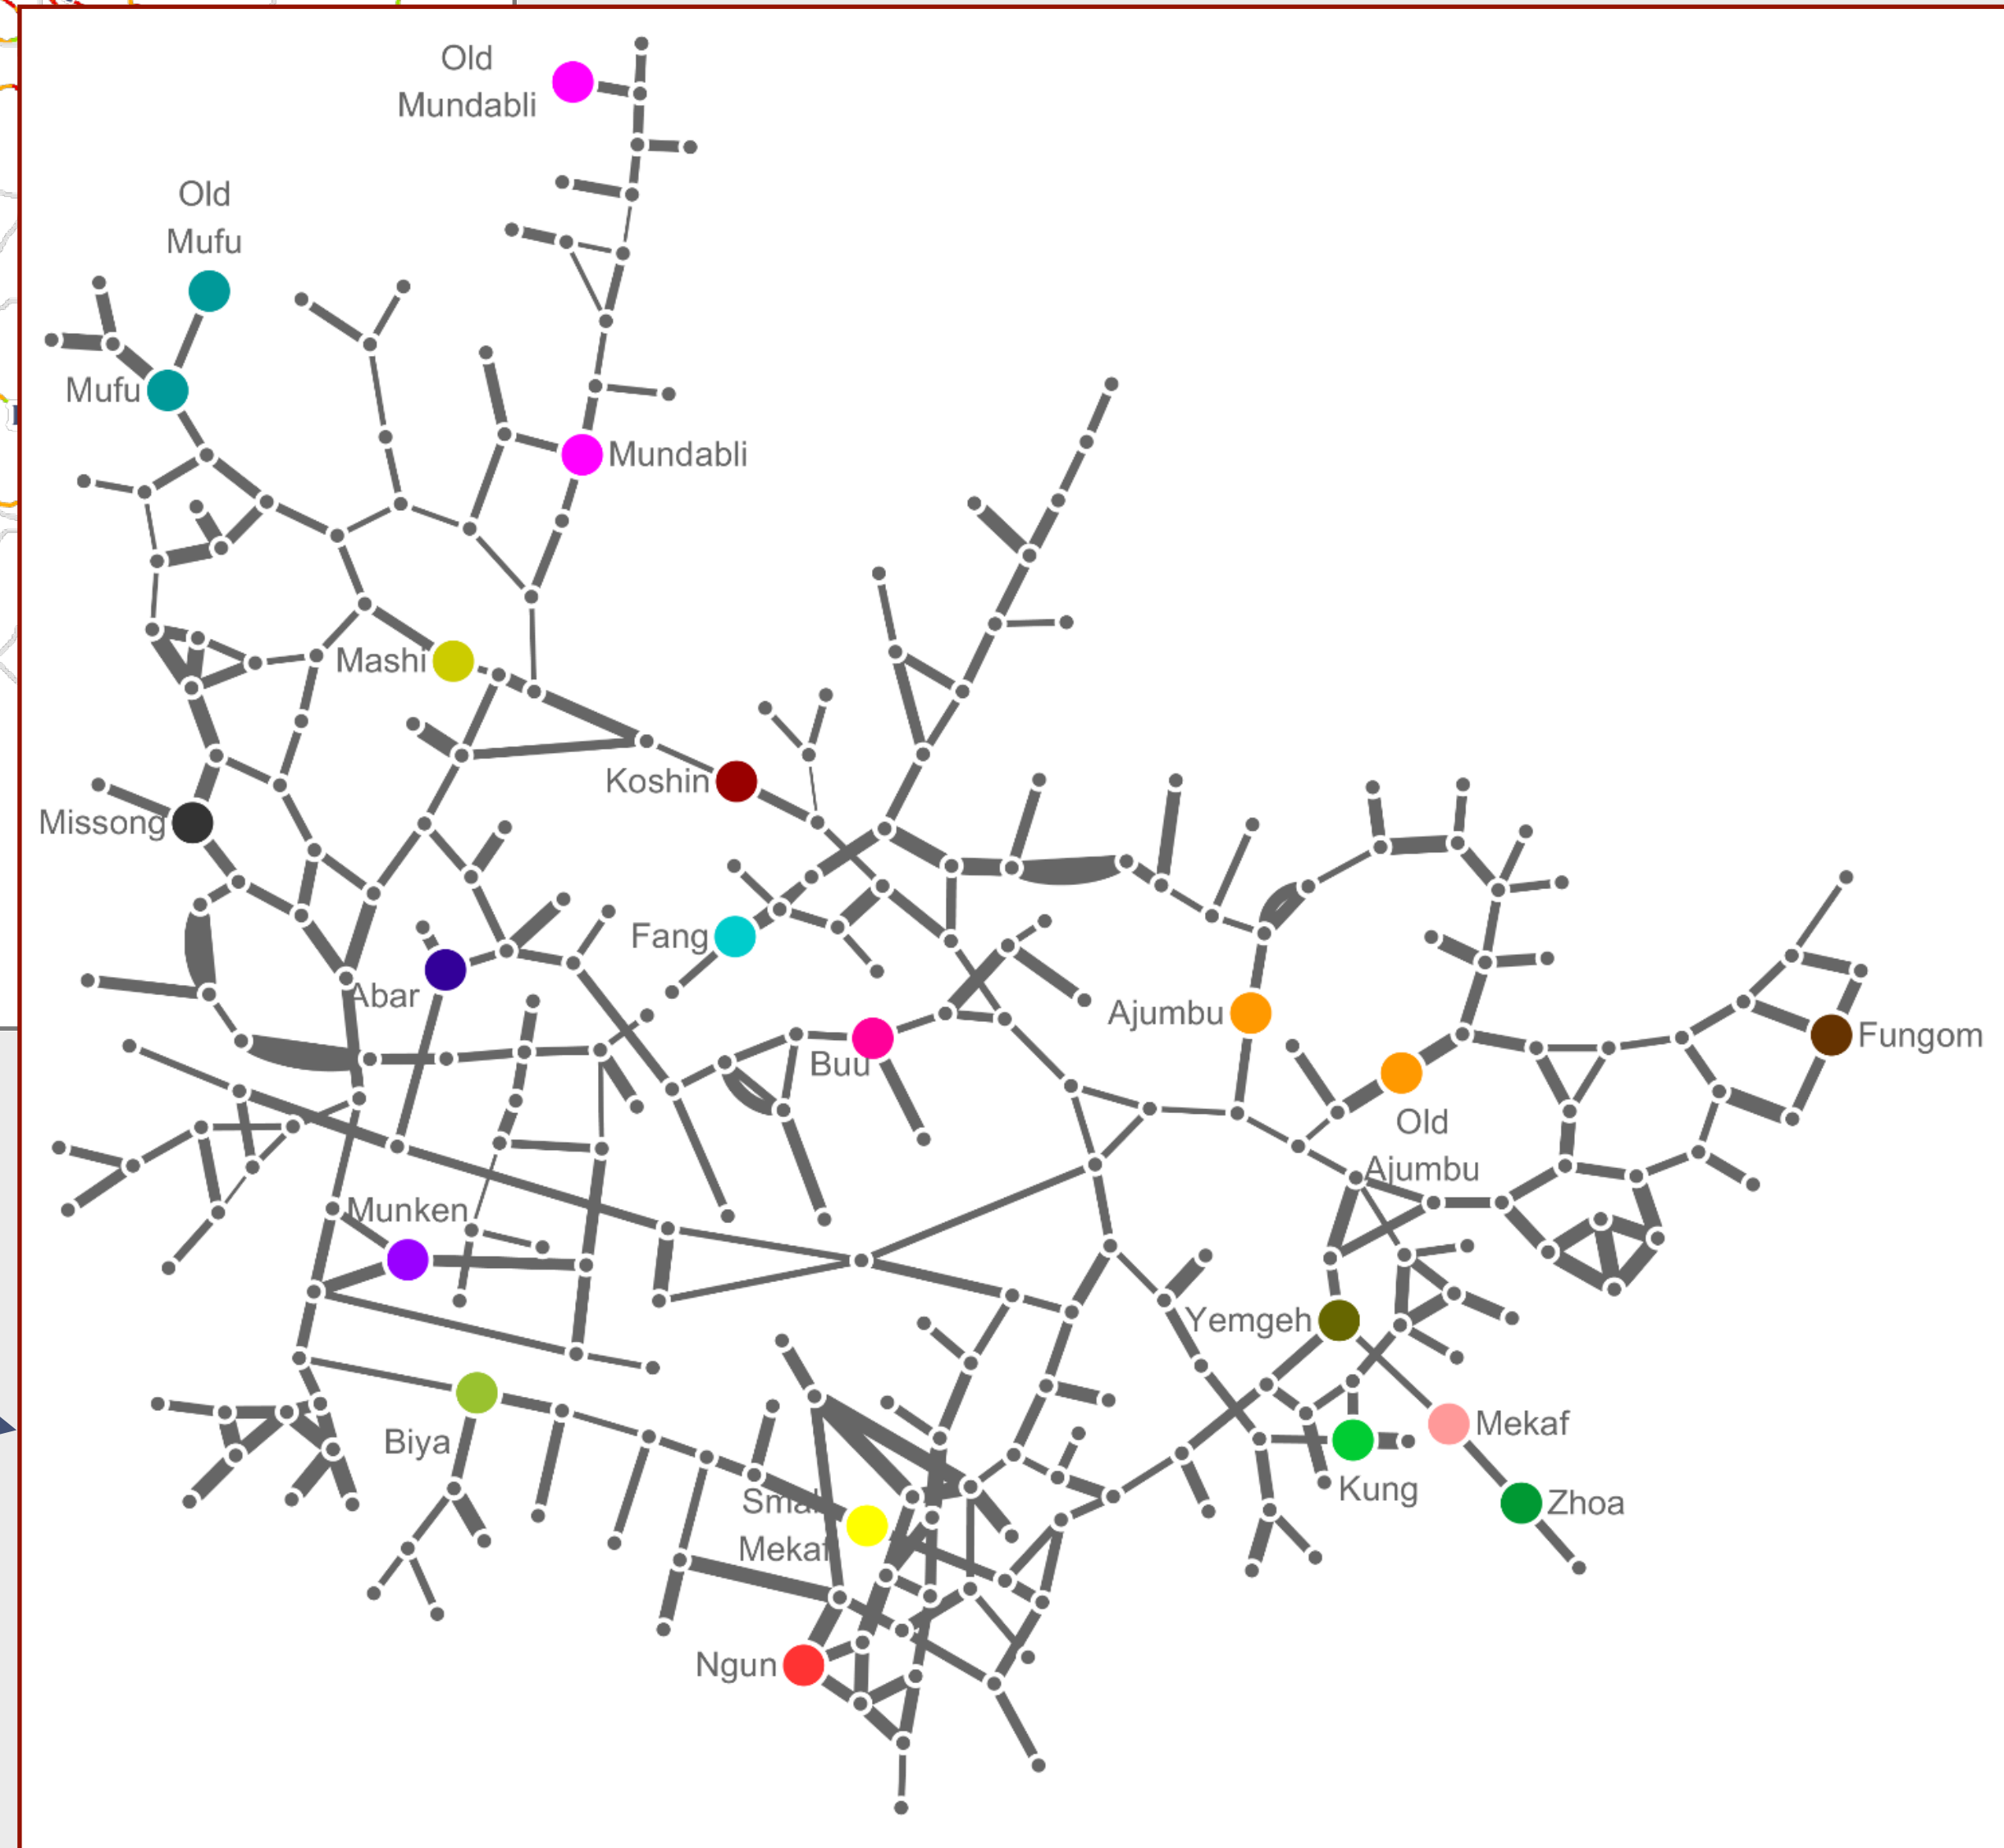 Old
Mundabli
Old
Mufu
Mufu
Mundabli
Mashi
Koshin
Missong
Fang
Abar
Ajumbu
Fungom
Buu
Old
Ajumbu
Munken
Yemgeh
Mekaf
Biya
Kung
Zhoa
Small
Mekaf
Ngun